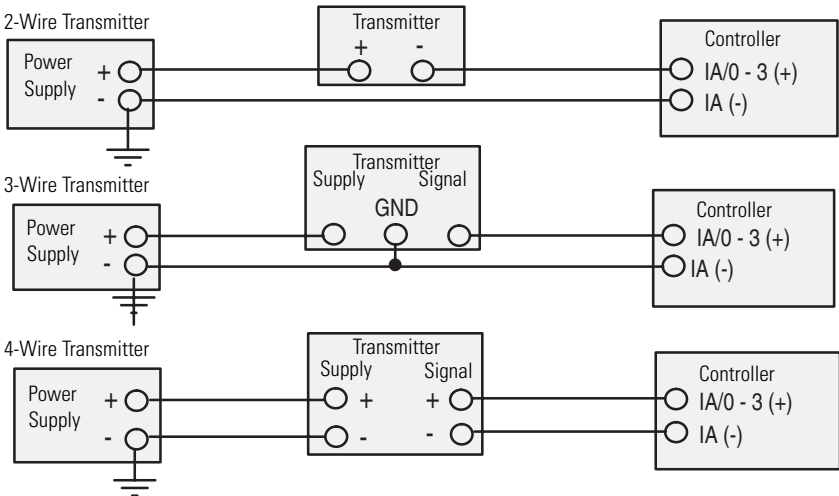 2-Wire Transmitter
Power
Supply
+
-
Transmitter
+ -
Controller
IA/0 - 3 (+)
IA (-)
3-Wire Transmitter
Power
Supply
+
-
Transmitter
Supply Signal
GND
Controller
IA/0 - 3 (+)
IA (-)
4-Wire Transmitter
Power
Supply
+
-
Transmitter
Supply Signal
+ +
- -
Controller
IA/0 - 3 (+)
IA (-)